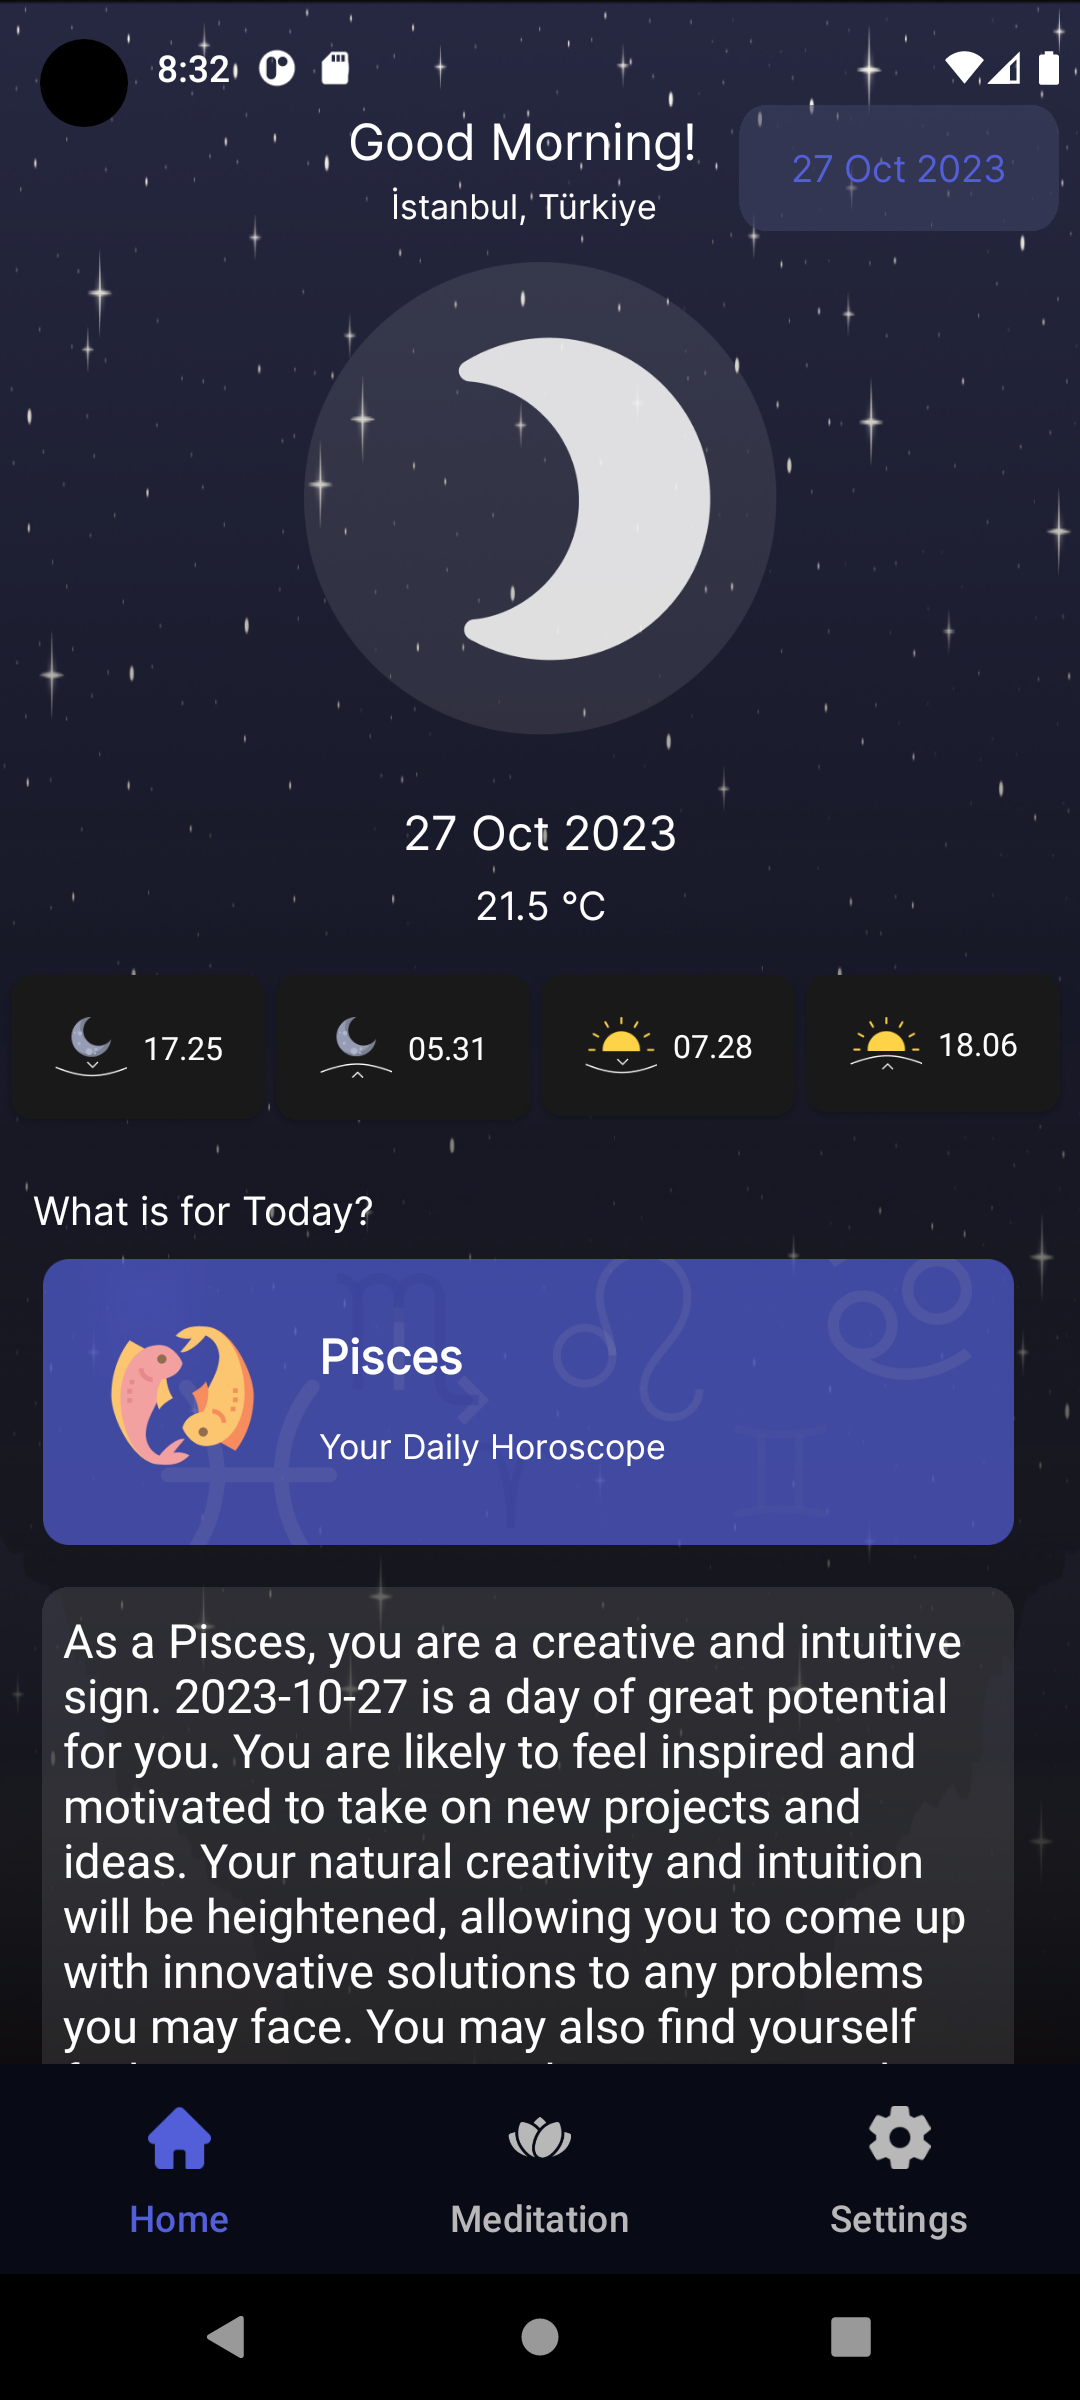 8:32
Good Morning!
27 Oct 2023
İstanbul, Türkiye
27 Oct 2023
21.5 °C
17.25
05.31
07.28
18.06
What is for Today?
Pisces
Your Daily Horoscope
As a Pisces, you are a creative and intuitive
sign. 2023-10-27 is a day of great potential
for you. You are likely to feel inspired and
motivated to take on new projects and
ideas. Your natural creativity and intuition
will be heightened, allowing you to come up
with innovative solutions to any problems
you may face. You may also find yourself
Home
Meditation
Settings